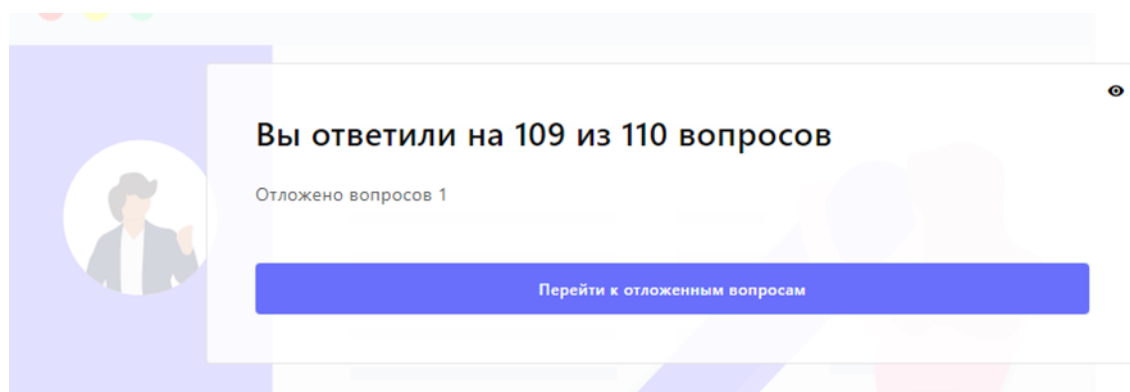 Вы ответили на 109 из 110 вопросов
Отложено вопросов 1
Перейти к отложенным вопросам